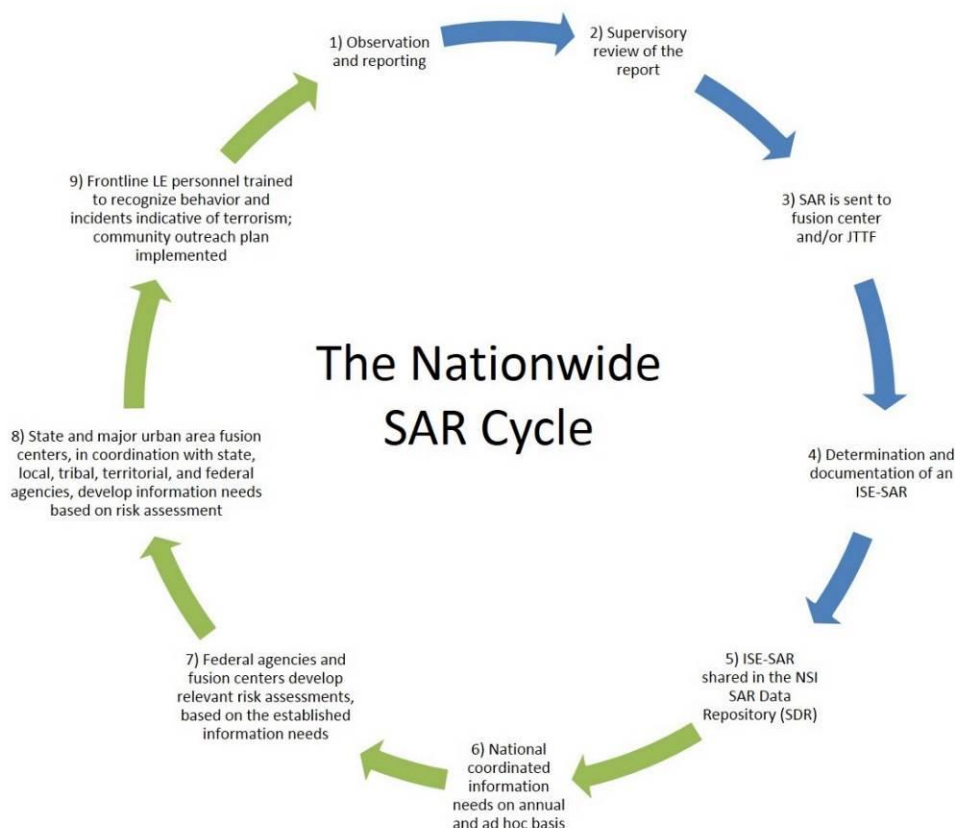 1) Observation
and reporting
2) Supervisory
review of the
report
3) SAR is sent to
fusion center
and/or JTTF
4) Determination and
documentation of an
ISE-SAR
5) ISE-SAR
shared in the NSI
SAR Data
Repository (SDR)
6) National
coordinated
information
needs on annual
and ad hoc basis
7) Federal agencies and
fusion centers develop
relevant risk assessments,
based on the established
information needs
8) State and major urban area fusion
centers, in coordination with state,
local, tribal, territorial, and federal
agencies, develop information needs
based on risk assessment
9) Frontline LE personnel trained
to recognize behavior and
incidents indicative of terrorism;
community outreach plan
implemented
The Nationwide
SAR Cycle